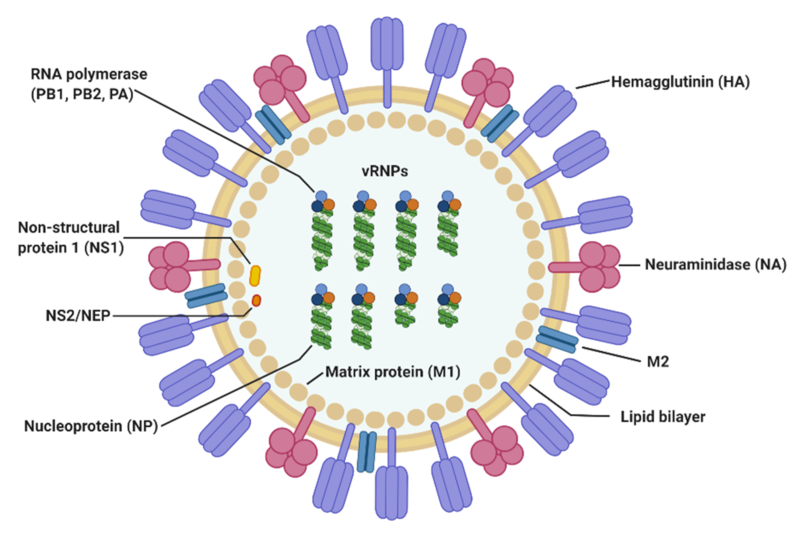 RNA polymerase
(PB1, PB2, PA)
Hemagglutinin (HA)
vRNPs
Non-structural
protein 1 (NS1)
Neuraminidase (NA)
NS2/NEP
M2
Matrix protein (M1)
Lipid bilayer
Nucleoprotein (NP)